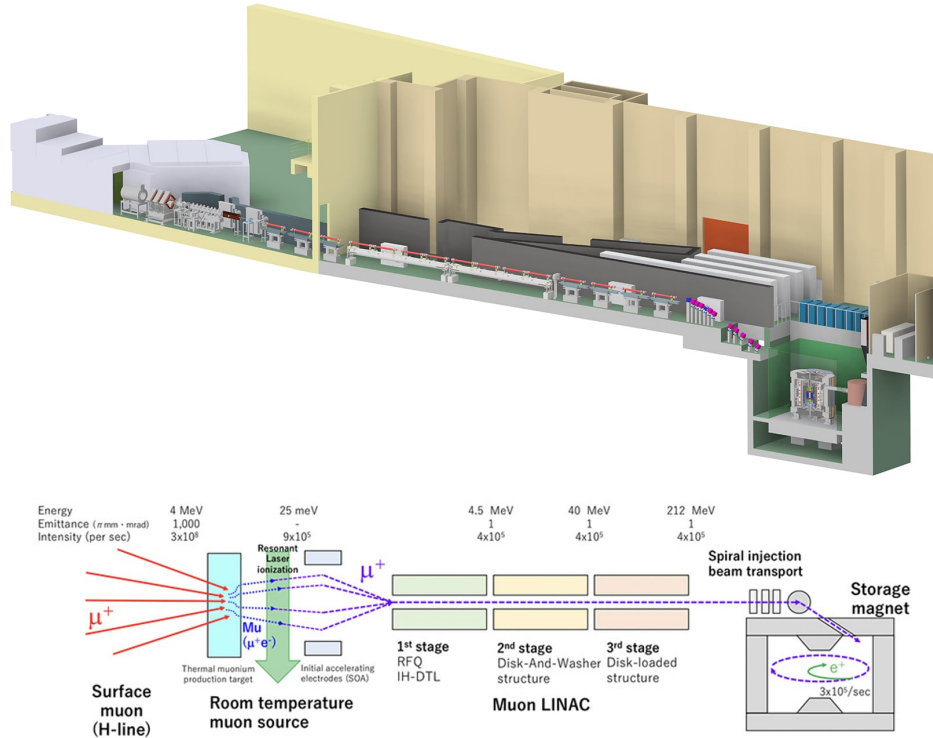 Energy 4 MeV 25 meV 4.5 MeV 40 MeV 212 MeV
Emittance (π mm・mrad) 1,000 - 1 1 1
Intensity (per sec) 3x10⁸ 9x10⁵ 4x10⁵ 4x10⁵ 4x10⁵
Resonant
Laser
ionization
μ⁺
μ⁺
Mu
(μ⁺e⁻)
Spiral injection
beam transport
Storage
magnet
e⁺
3x10⁵/sec
1st stage
RFQ
IH-DTL
2nd stage
Disk-And-Washer
structure
3rd stage
Disk-loaded
structure
Thermal muonium
production target
Initial accelerating
electrodes (SOA)
Surface
muon
(H-line)
Room temperature
muon source
Muon LINAC